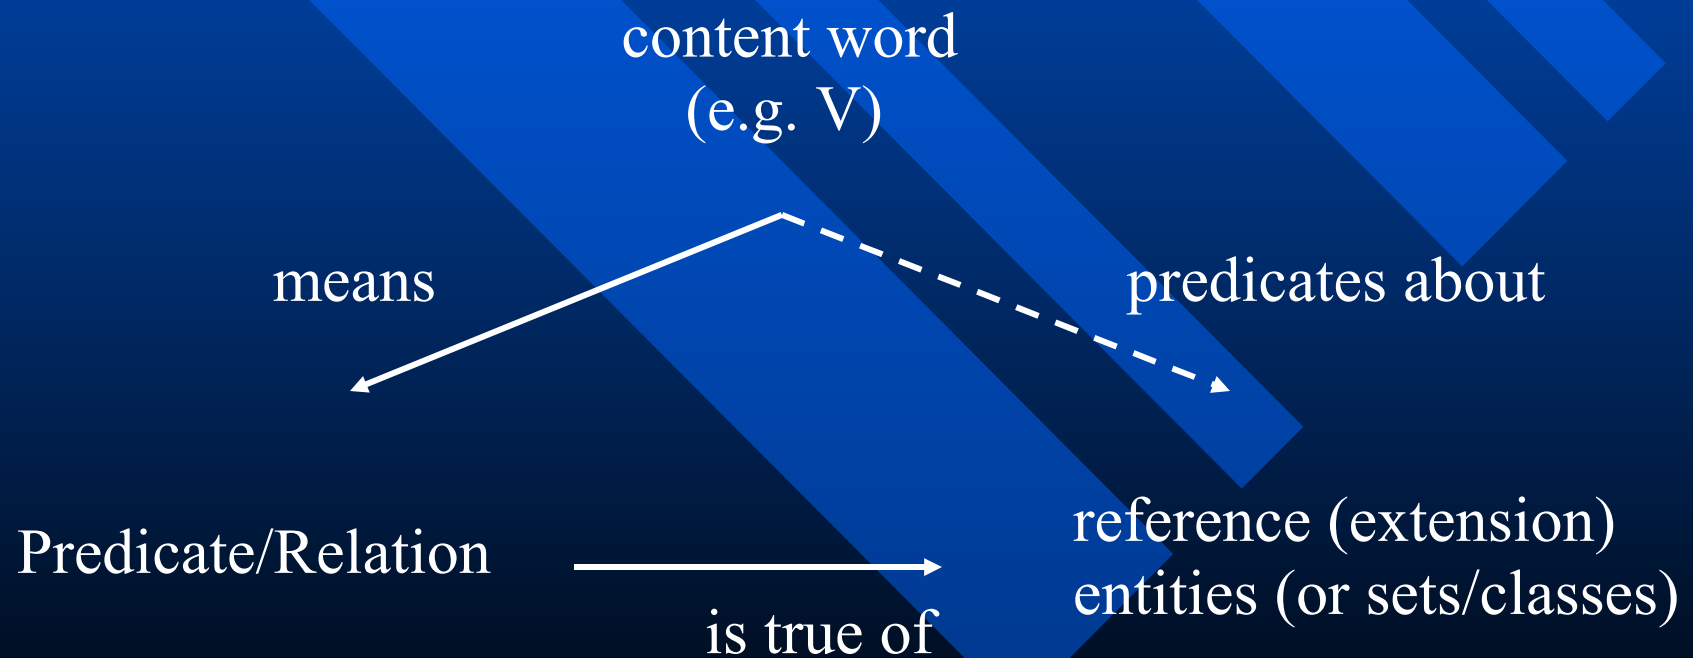 content word
(e.g. V)
means
predicates about
Predicate/Relation
is true of
reference (extension)
entities (or sets/classes)